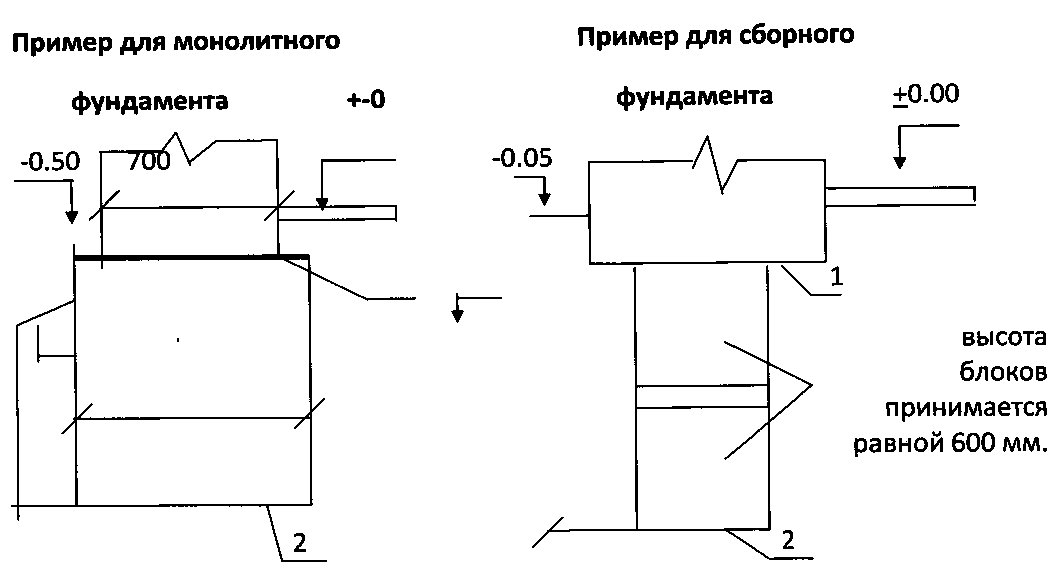 Пример для монолитного
фундамента +-0
-0.50 700
2
Пример для сборного
фундамента +0.00
-0.05
1
высота
блоков
принимается
равной 600 мм.
2